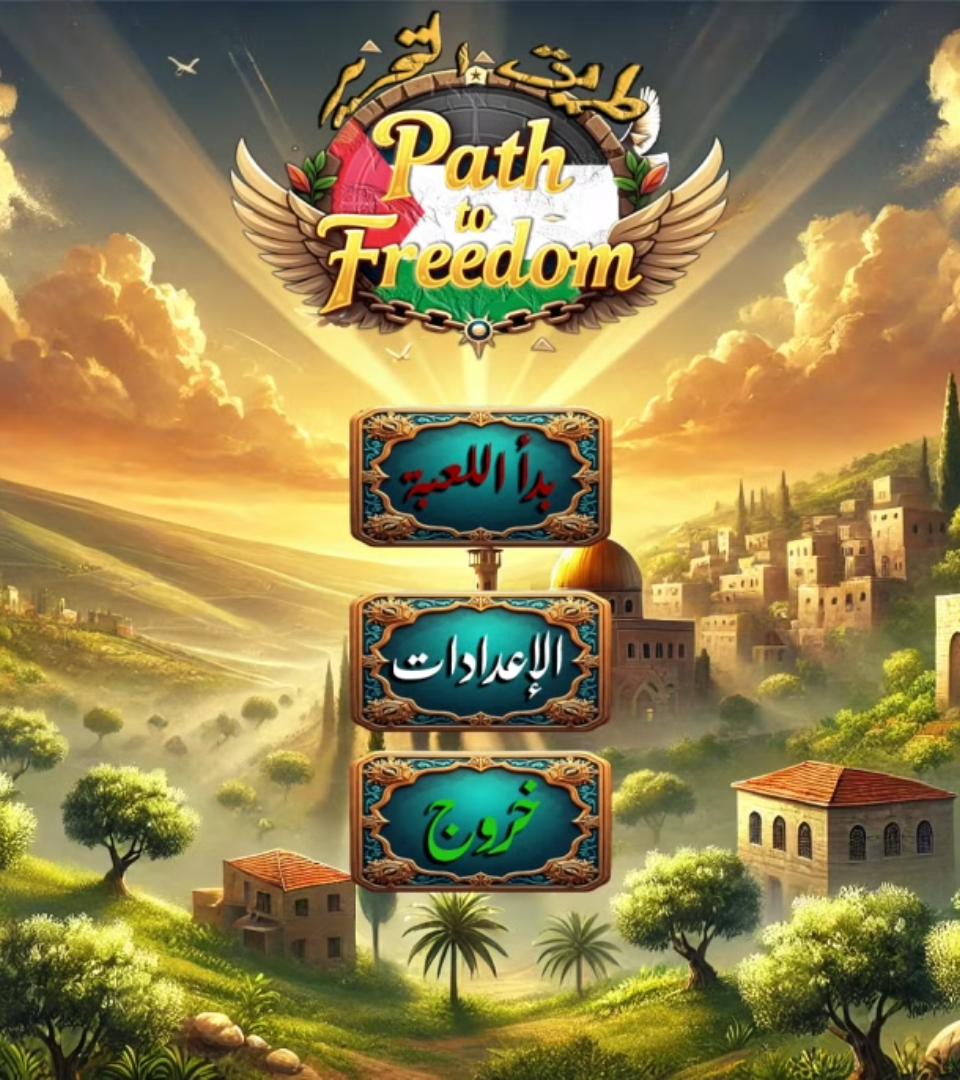 طريق التحرير
Path
to
Freedom
بدأ اللعبة
الإعدادات
خروج